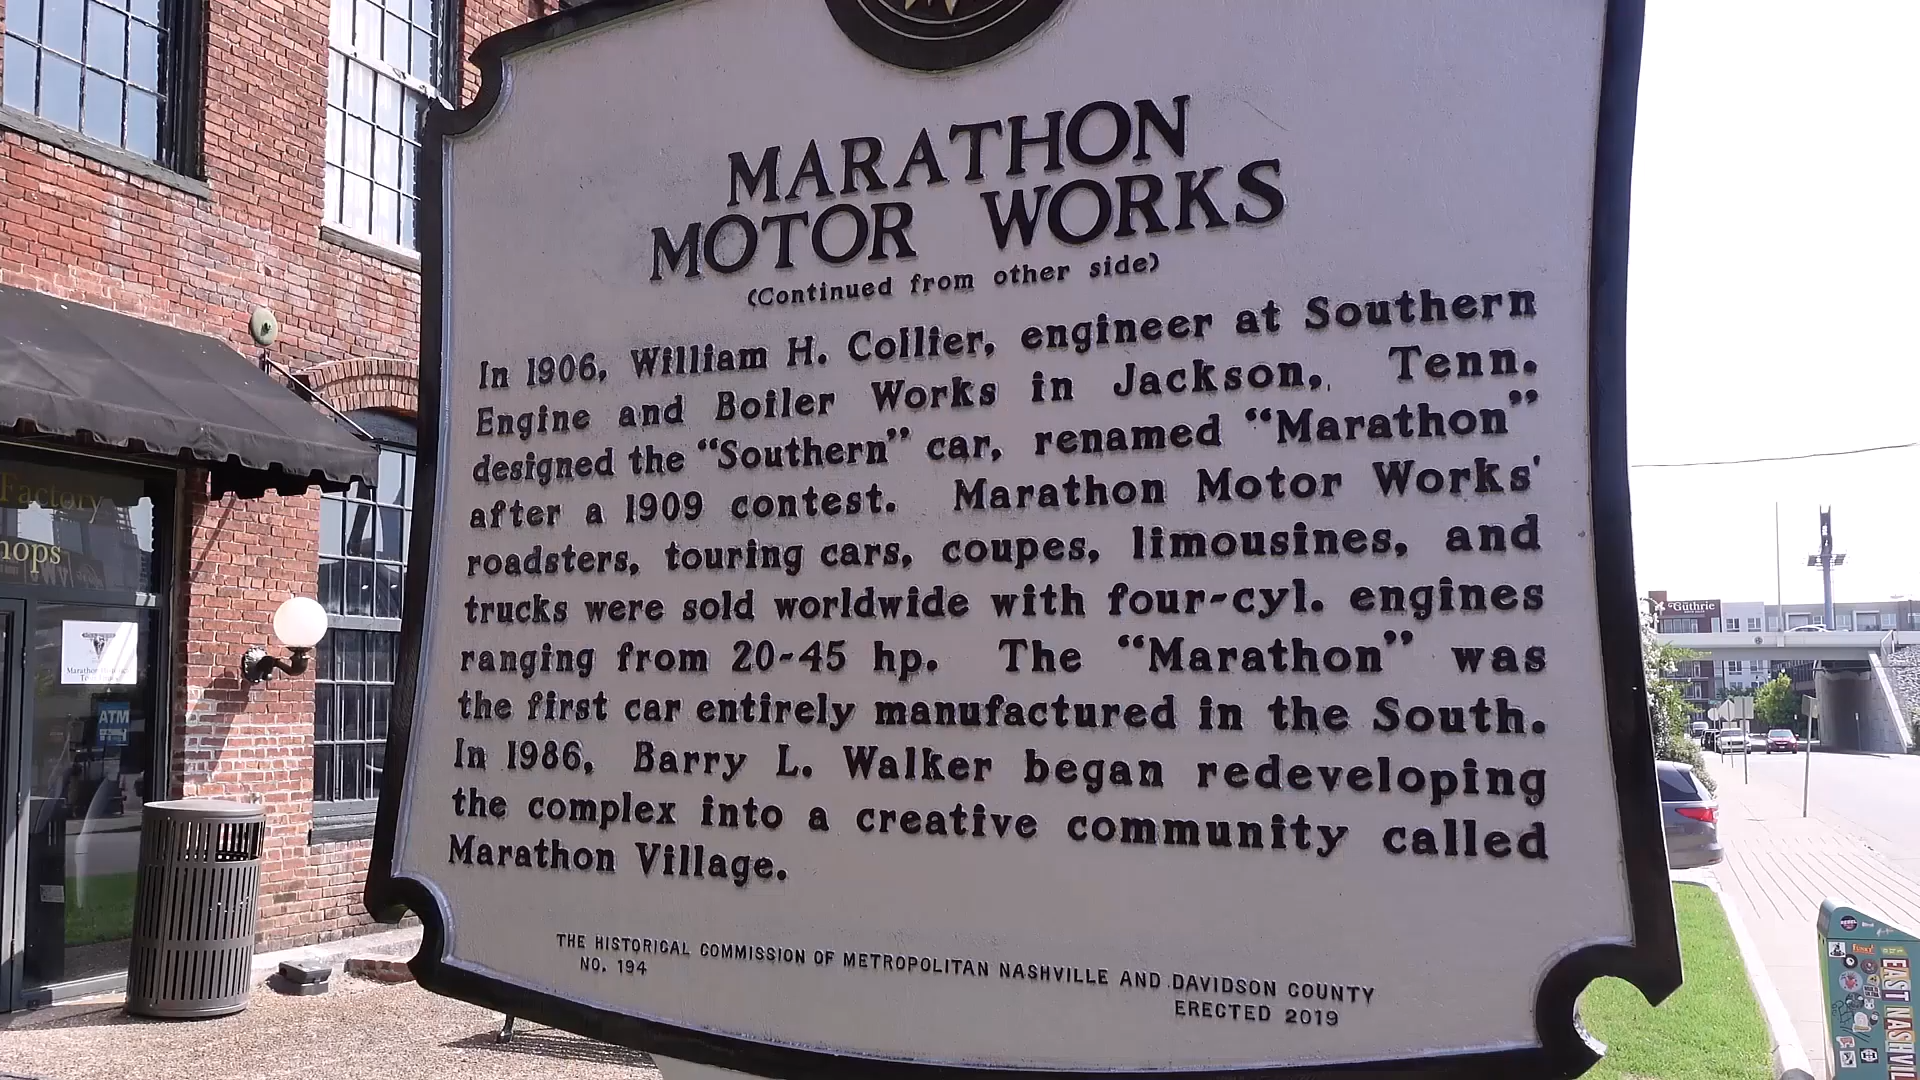 MARATHON
MOTOR WORKS
(Continued from other side)
In 1906, William H. Collier, engineer at Southern
Engine and Boiler Works in Jackson, Tenn.
designed the “Southern” car, renamed “Marathon”
after a 1909 contest. Marathon Motor Works'
roadsters, touring cars, coupes, limousines, and
trucks were sold worldwide with four-cyl. engines
ranging from 20-45 hp. The “Marathon” was
the first car entirely manufactured in the South.
In 1986, Barry L. Walker began redeveloping
the complex into a creative community called
Marathon Village.
THE HISTORICAL COMMISSION OF METROPOLITAN NASHVILLE AND DAVIDSON COUNTY
NO. 194
ERECTED 2019
Factory
hops
ATM
Guthrie
EAST NASHVIL